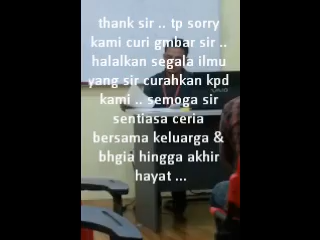 thank sir .. tp sorry
kami curi gmbar sir ..
halalkan segala ilmu
yang sir curahkan kpd
kami .. semoga sir
sentiasa ceria
bersama keluarga &
bhgia hingga akhir
hayat ...